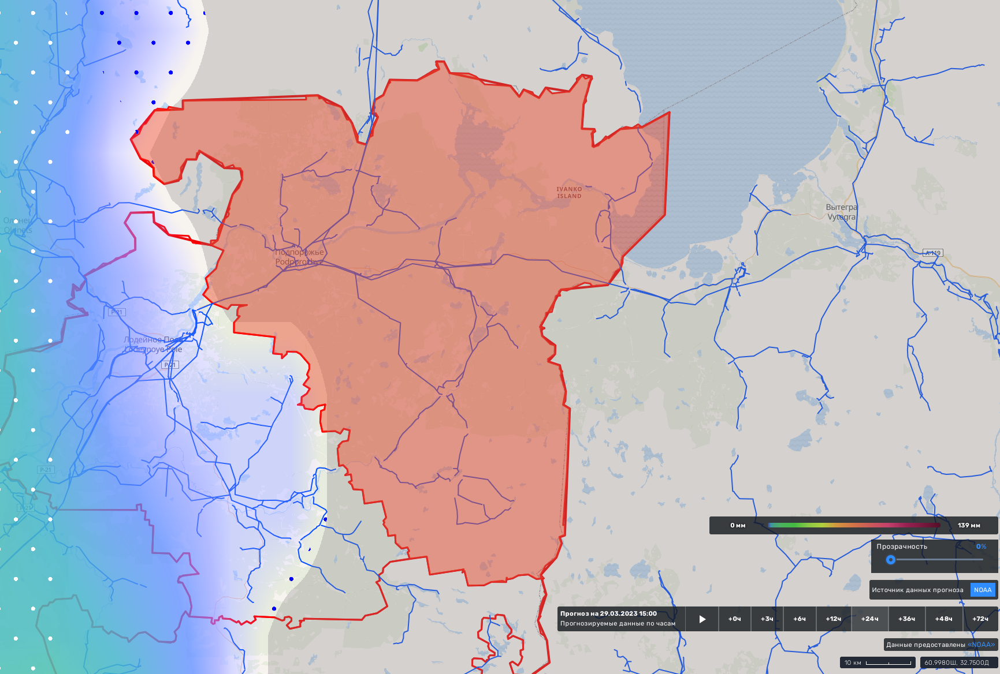 IVANKO
ISLAND
Вытегра
Vytegra
Олонец
Olonets
А-119
Подпорожье
Podporozhye
Р-21
Лодейное Поле
Lodeynoye Pole
Р-21
Р-21
Р-21
0 мм
139 мм
Прозрачность
0%
Источник данных прогноза
NOAA
Прогноз на 29.03.2023 15:00
Прогнозируемые данные по часам
+0ч
+3ч
+6ч
+12ч
+24ч
+36ч
+48ч
+72ч
Данные предоставлены «NOAA»
10 км
60.9980Ш, 32.7500Д